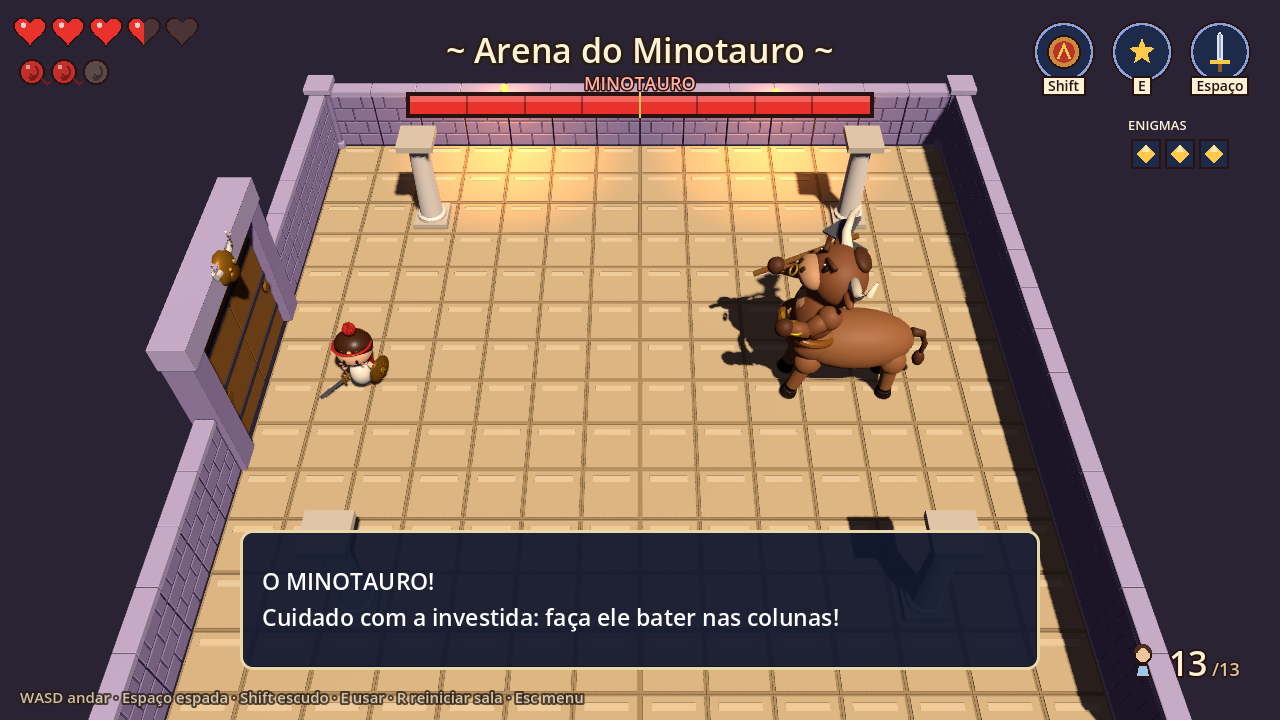 ~ Arena do Minotauro ~
MINOTAURO
Shift
E
Espaço
ENIGMAS
O MINOTAURO!
Cuidado com a investida: faça ele bater nas colunas!
13 /13
WASD andar · Espaço espada · Shift escudo · E usar · R reiniciar sala · Esc menu